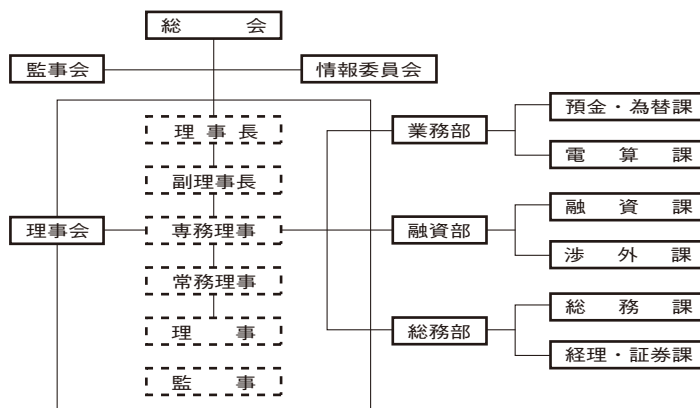 総　会
監事会
情報委員会
理事長
副理事長
理事会
専務理事
常務理事
理　事
監　事
業務部
預金・為替課
電算課
融資部
融資課
渉外課
総務部
総務課
経理・証券課